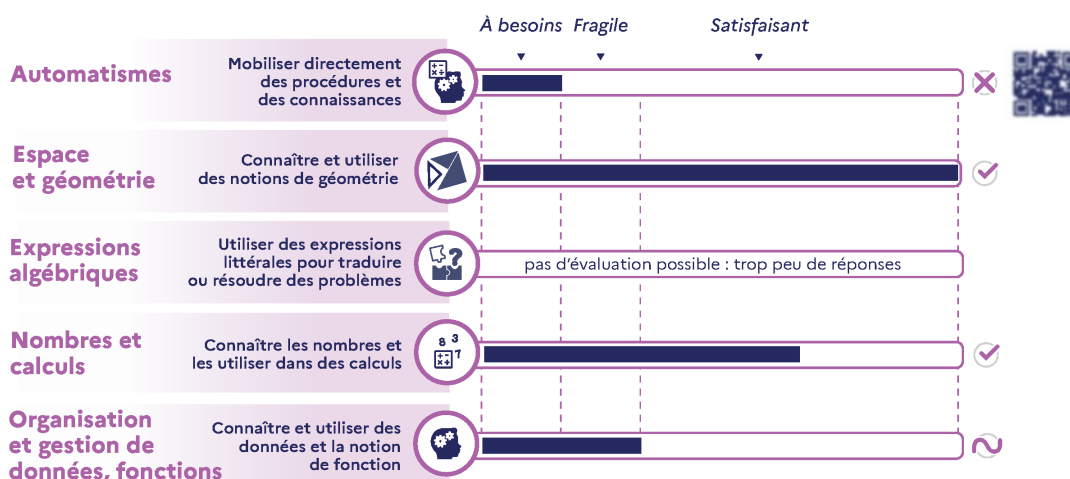 À besoins Fragile Satisfaisant
Automatismes
Mobiliser directement
des procédures et
des connaissances
Espace
et géométrie
Connaître et utiliser
des notions de géométrie
Expressions
algébriques
Utiliser des expressions
littérales pour traduire
ou résoudre des problèmes
pas d'évaluation possible : trop peu de réponses
Nombres et
calculs
Connaître les nombres et
les utiliser dans des calculs
8 3
7
Organisation
et gestion de
données, fonctions
Connaître et utiliser des
données et la notion
de fonction